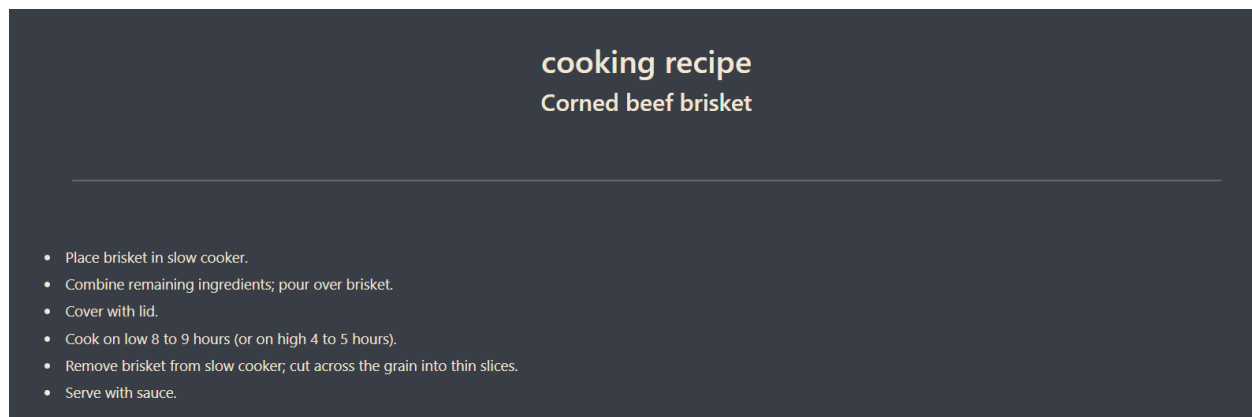 cooking recipe
Corned beef brisket
• Place brisket in slow cooker.
• Combine remaining ingredients; pour over brisket.
• Cover with lid.
• Cook on low 8 to 9 hours (or on high 4 to 5 hours).
• Remove brisket from slow cooker; cut across the grain into thin slices.
• Serve with sauce.